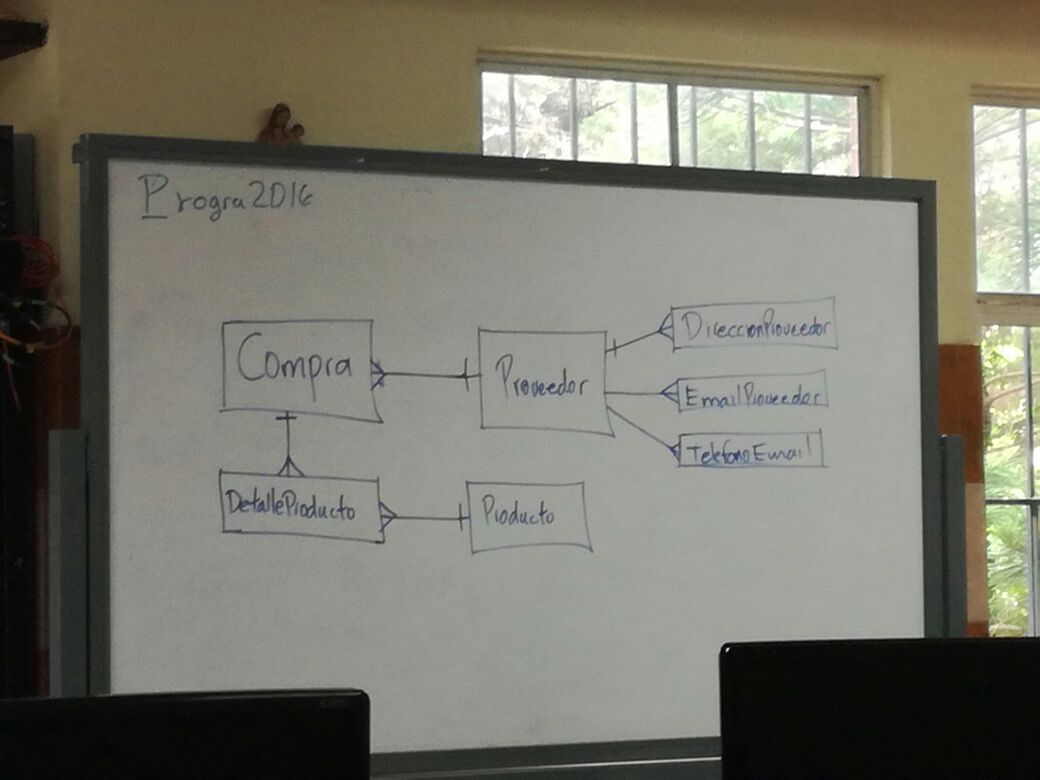 Progra2016
Compra
Proveedor
DireccionProveedor
EmailProveedor
TelefonoEmail
DetalleProducto
Producto